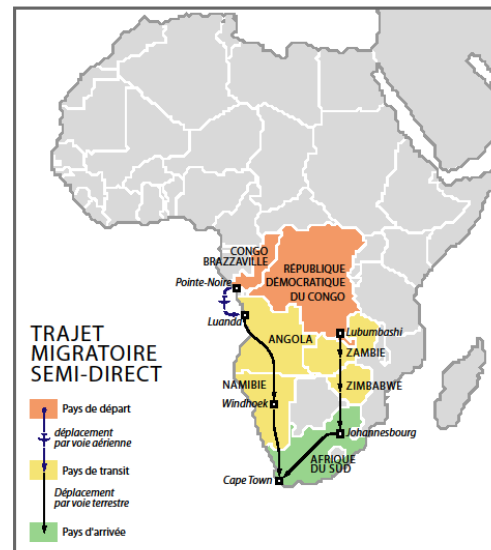 CONGO
BRAZZAVILLE
RÉPUBLIQUE
DÉMOCRATIQUE
DU CONGO
Pointe-Noire
Luanda
ANGOLA
Lubumbashi
ZAMBIE
NAMIBIE
Windhoek
ZIMBABWE
Johannesbourg
AFRIQUE
DU SUD
Cape Town
TRAJET
MIGRATOIRE
SEMI-DIRECT
Pays de départ
déplacement
par voie aérienne
Pays de transit
Déplacement
par voie terrestre
Pays d'arrivée